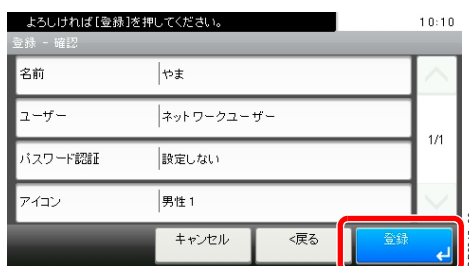 よろしければ[登録]を押してください。
10:10
登録 - 確認
名前 やま
ユーザー ネットワークユーザー
パスワード認証 設定しない
1/1
アイコン 男性1
キャンセル <戻る 登録